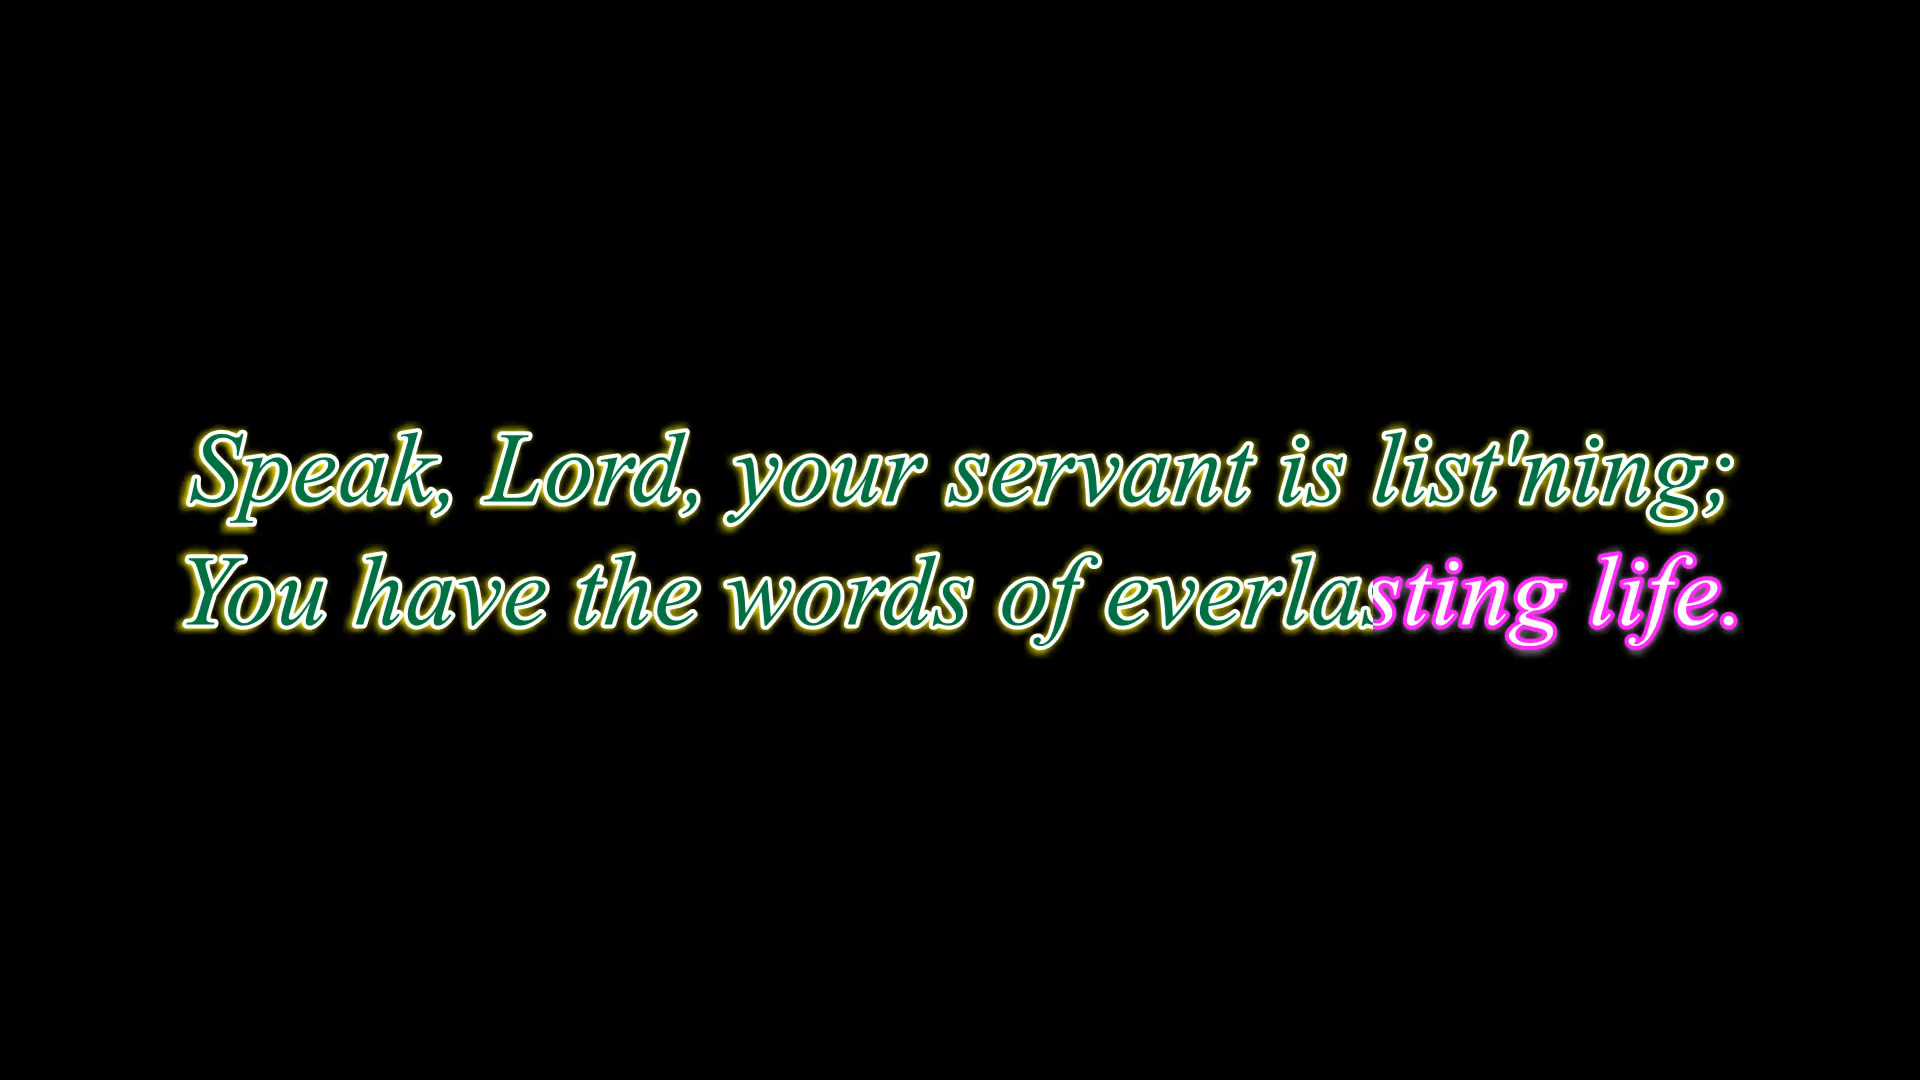 Speak, Lord, your servant is list'ning;
You have the words of everlasting life.